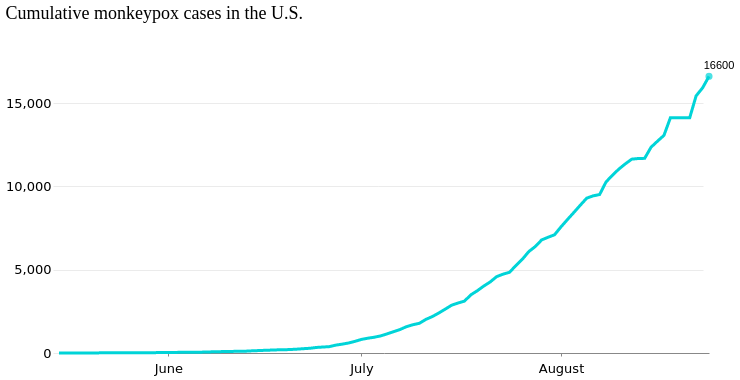 Cumulative monkeypox cases in the U.S.
16600
15,000
10,000
5,000
0
June July August